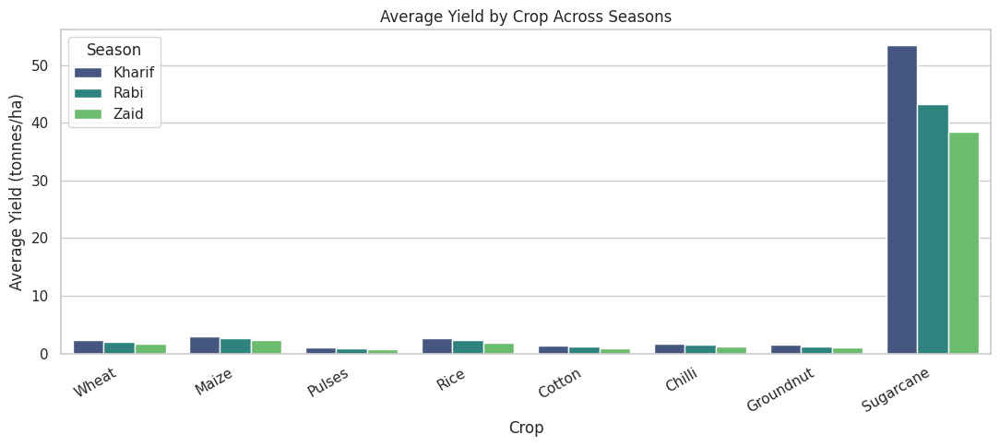 Average Yield by Crop Across Seasons
Season
Kharif
Rabi
Zaid
Average Yield (tonnes/ha)
50
40
30
20
10
0
Wheat
Maize
Pulses
Rice
Cotton
Chilli
Groundnut
Sugarcane
Crop